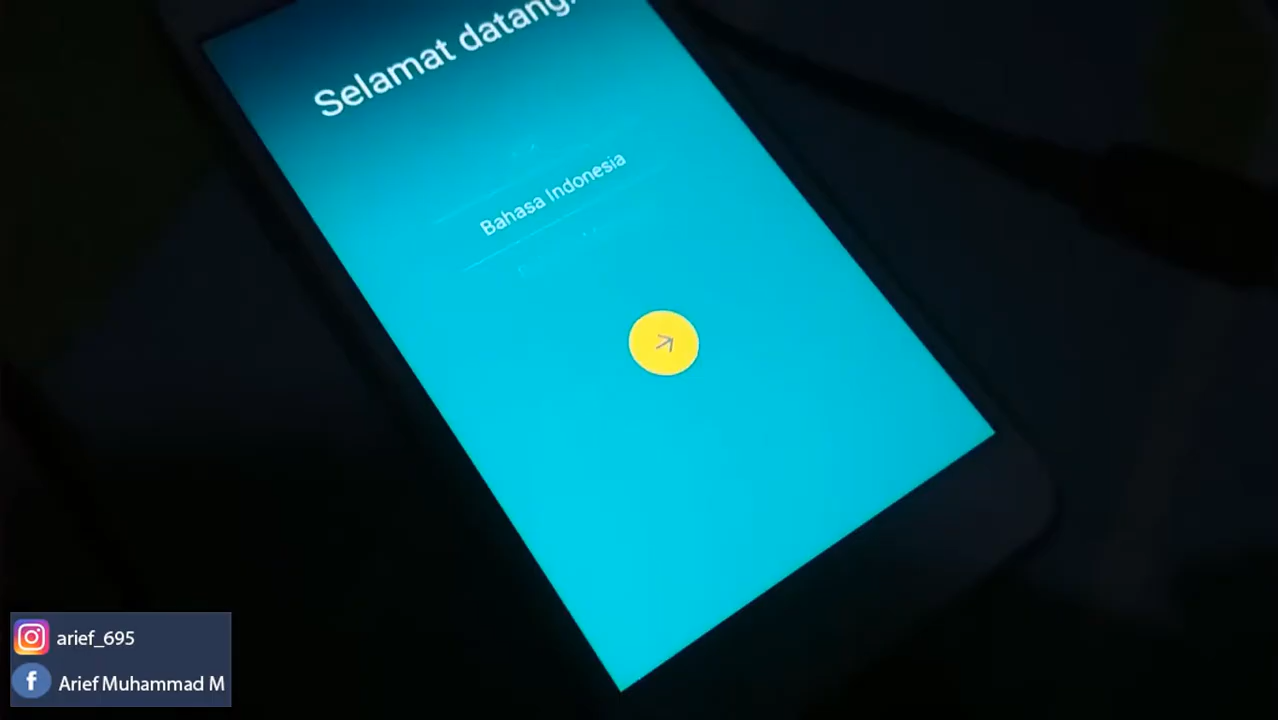 Selamat datang!
Bahasa Indonesia
arief_695
Arief Muhammad M